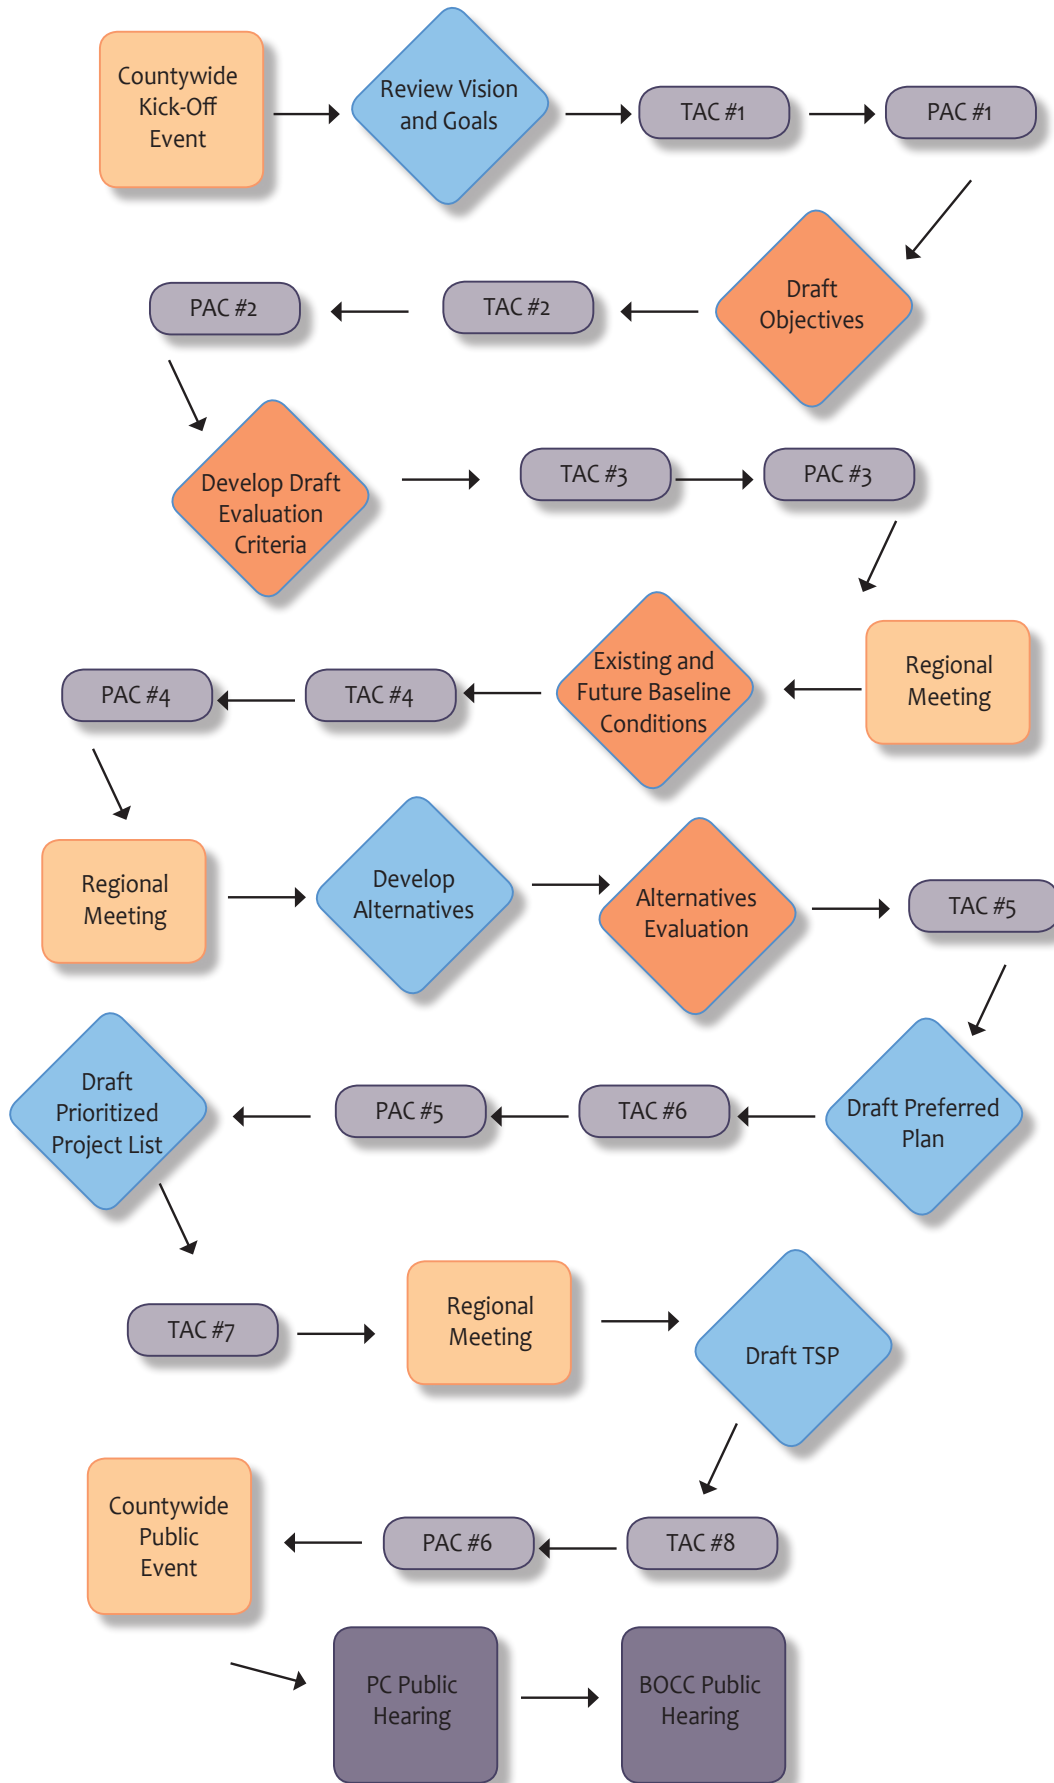 Countywide
Kick-Off
Event
Review Vision
and Goals
TAC #1
PAC #1
Draft
Objectives
TAC #2
PAC #2
Develop Draft
Evaluation
Criteria
TAC #3
PAC #3
Regional
Meeting
Existing and
Future Baseline
Conditions
TAC #4
PAC #4
Regional
Meeting
Develop
Alternatives
Alternatives
Evaluation
TAC #5
Draft Preferred
Plan
TAC #6
PAC #5
Draft
Prioritized
Project List
TAC #7
Regional
Meeting
Draft TSP
TAC #8
PAC #6
Countywide
Public
Event
PC Public
Hearing
BOCC Public
Hearing